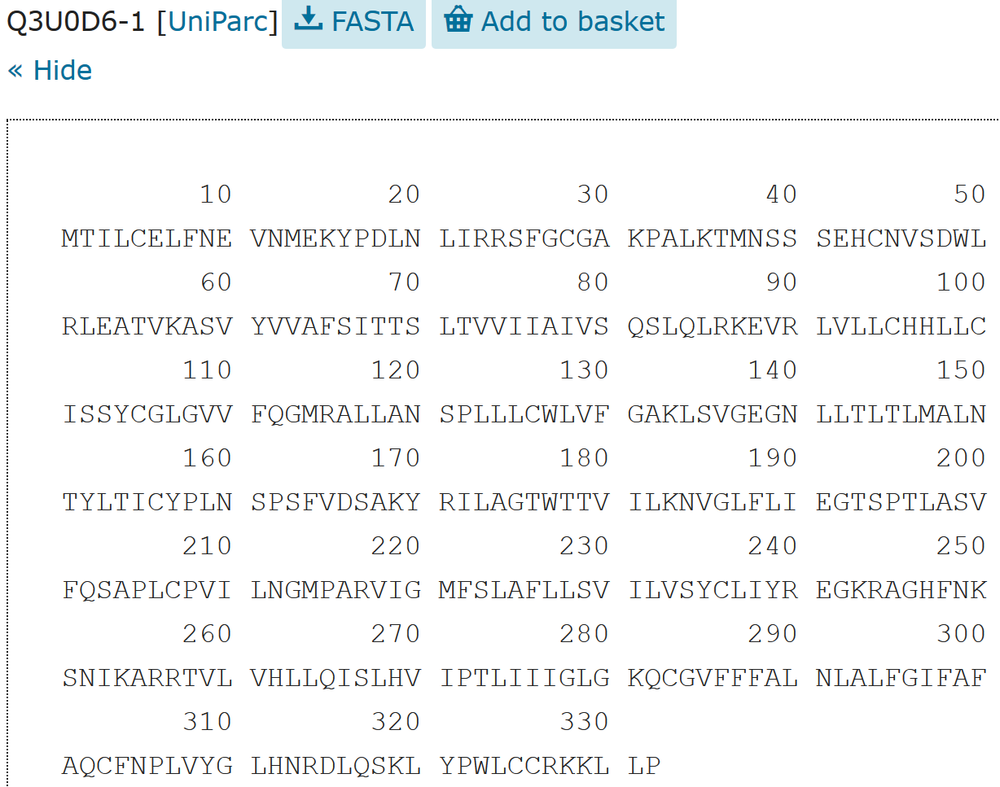 Q3U0D6-1 [UniParc] FASTA Add to basket
« Hide
10 20 30 40 50
MTILCELFNE VNMEKYPDLN LIRRSFGCGA KPALKTMNSS SEHCNVSDWL
60 70 80 90 100
RLEATVKASV YVVAFSITTS LTVVIIAIVS QSLQLRKEVR LVLLCHHLLC
110 120 130 140 150
ISSYCGLGVV FQGMRALLAN SPLLLCWLVF GAKLSVGEGN LLTLTLMALN
160 170 180 190 200
TYLTICYPLN SPSFVDSAKY RILAGTWTTV ILKNVGLFLI EGTSPTLASV
210 220 230 240 250
FQSAPLCPVI LNGMPARVIG MFSLAFLLSV ILVSYCLIYR EGKRAGHFNK
260 270 280 290 300
SNIKARRTVL VHLLQISLHV IPTLIIIGLG KQCGVFFFAL NLALFGIFAF
310 320 330
AQCFNPLVYG LHNRDLQSKL YPWLCCRKKL LP